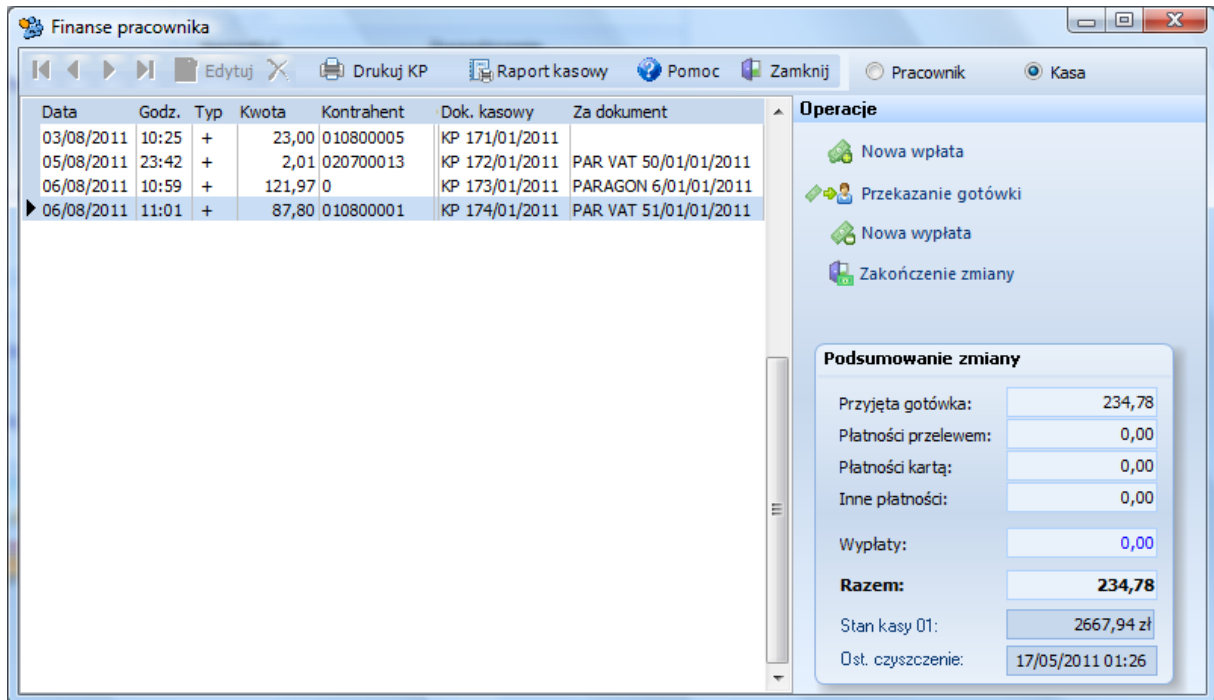 Finanse pracownika
Edytuj Drukuj KP Raport kasowy Pomoc Zamknij Pracownik Kasa
Data Godz. Typ Kwota Kontrahent Dok. kasowy Za dokument
03/08/2011 10:25 + 23,00 010800005 KP 171/01/2011
05/08/2011 23:42 + 2,01 020700013 KP 172/01/2011 PAR VAT 50/01/01/2011
06/08/2011 10:59 + 121,97 0 KP 173/01/2011 PARAGON 6/01/01/2011
06/08/2011 11:01 + 87,80 010800001 KP 174/01/2011 PAR VAT 51/01/01/2011
Operacje
Nowa wpłata
Przekazanie gotówki
Nowa wypłata
Zakończenie zmiany
Podsumowanie zmiany
Przyjęta gotówka: 234,78
Płatności przelewem: 0,00
Płatności kartą: 0,00
Inne płatności: 0,00
Wypłaty: 0,00
Razem: 234,78
Stan kasy 01: 2667,94 zł
Ost. czyszczenie: 17/05/2011 01:26